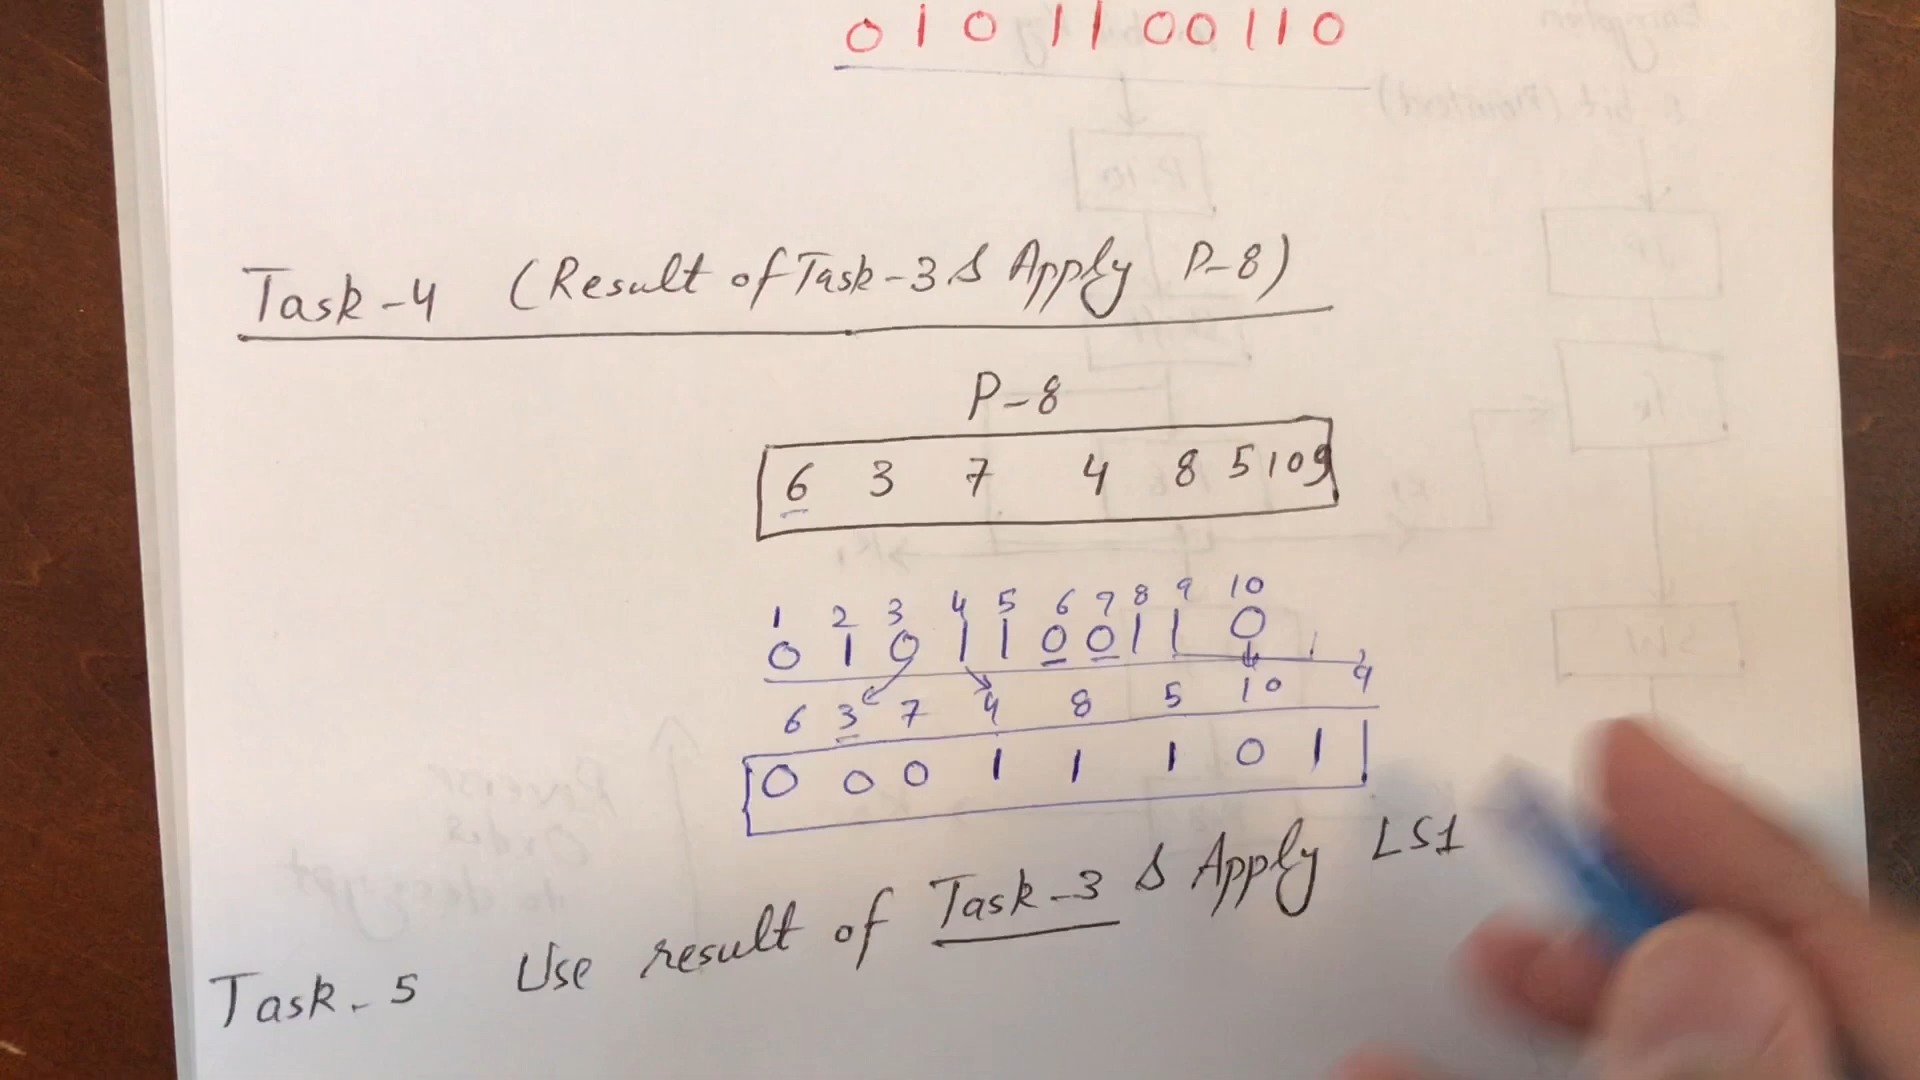 0 1 0 1 1 0 0 1 1 0
Task-4 (Result of Task-3 & Apply P-8)
P-8
6 3 7 4 8 5 10 9
1 2 3 4 5 6 7 8 9 10
0 1 0 1 1 0 0 1 1 0
6 3 7 4 8 5 10 9
0 0 0 1 1 1 0 1
Task-5 Use result of Task-3 & Apply LS1